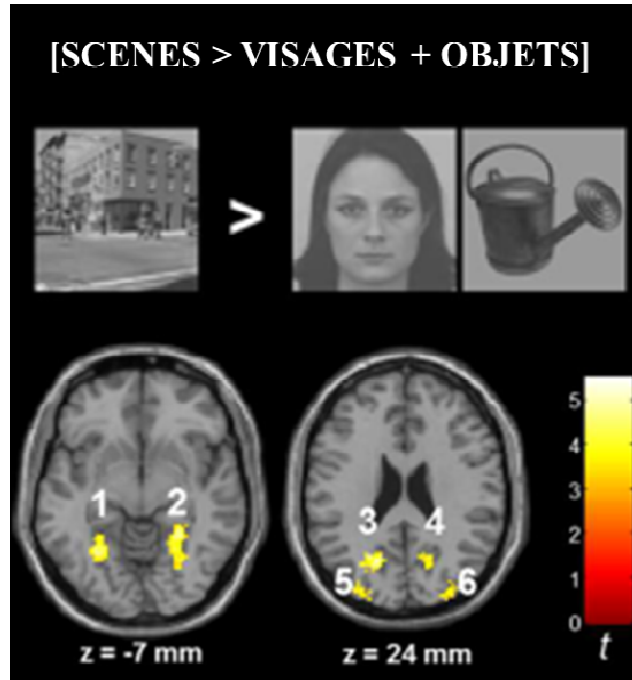 [SCENES > VISAGES + OBJETS]
>
1 2
3 4
5 6
5
4
3
2
1
0
t
z = -7 mm
z = 24 mm